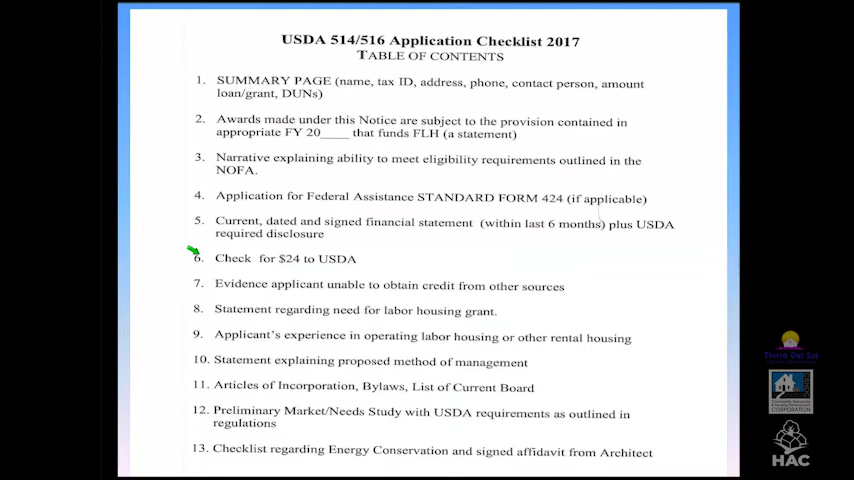 USDA 514/516 Application Checklist 2017
TABLE OF CONTENTS
1. SUMMARY PAGE (name, tax ID, address, phone, contact person, amount
loan/grant, DUNs)
2. Awards made under this Notice are subject to the provision contained in
appropriate FY 20____ that funds FLH (a statement)
3. Narrative explaining ability to meet eligibility requirements outlined in the
NOFA.
4. Application for Federal Assistance STANDARD FORM 424 (if applicable)
5. Current, dated and signed financial statement (within last 6 months) plus USDA
required disclosure
6. Check for $24 to USDA
7. Evidence applicant unable to obtain credit from other sources
8. Statement regarding need for labor housing grant.
9. Applicant's experience in operating labor housing or other rental housing
10. Statement explaining proposed method of management
11. Articles of Incorporation, Bylaws, List of Current Board
12. Preliminary Market/Needs Study with USDA requirements as outlined in
regulations
13. Checklist regarding Energy Conservation and signed affidavit from Architect
Tierra Del Sol
CORPORATION
HAC